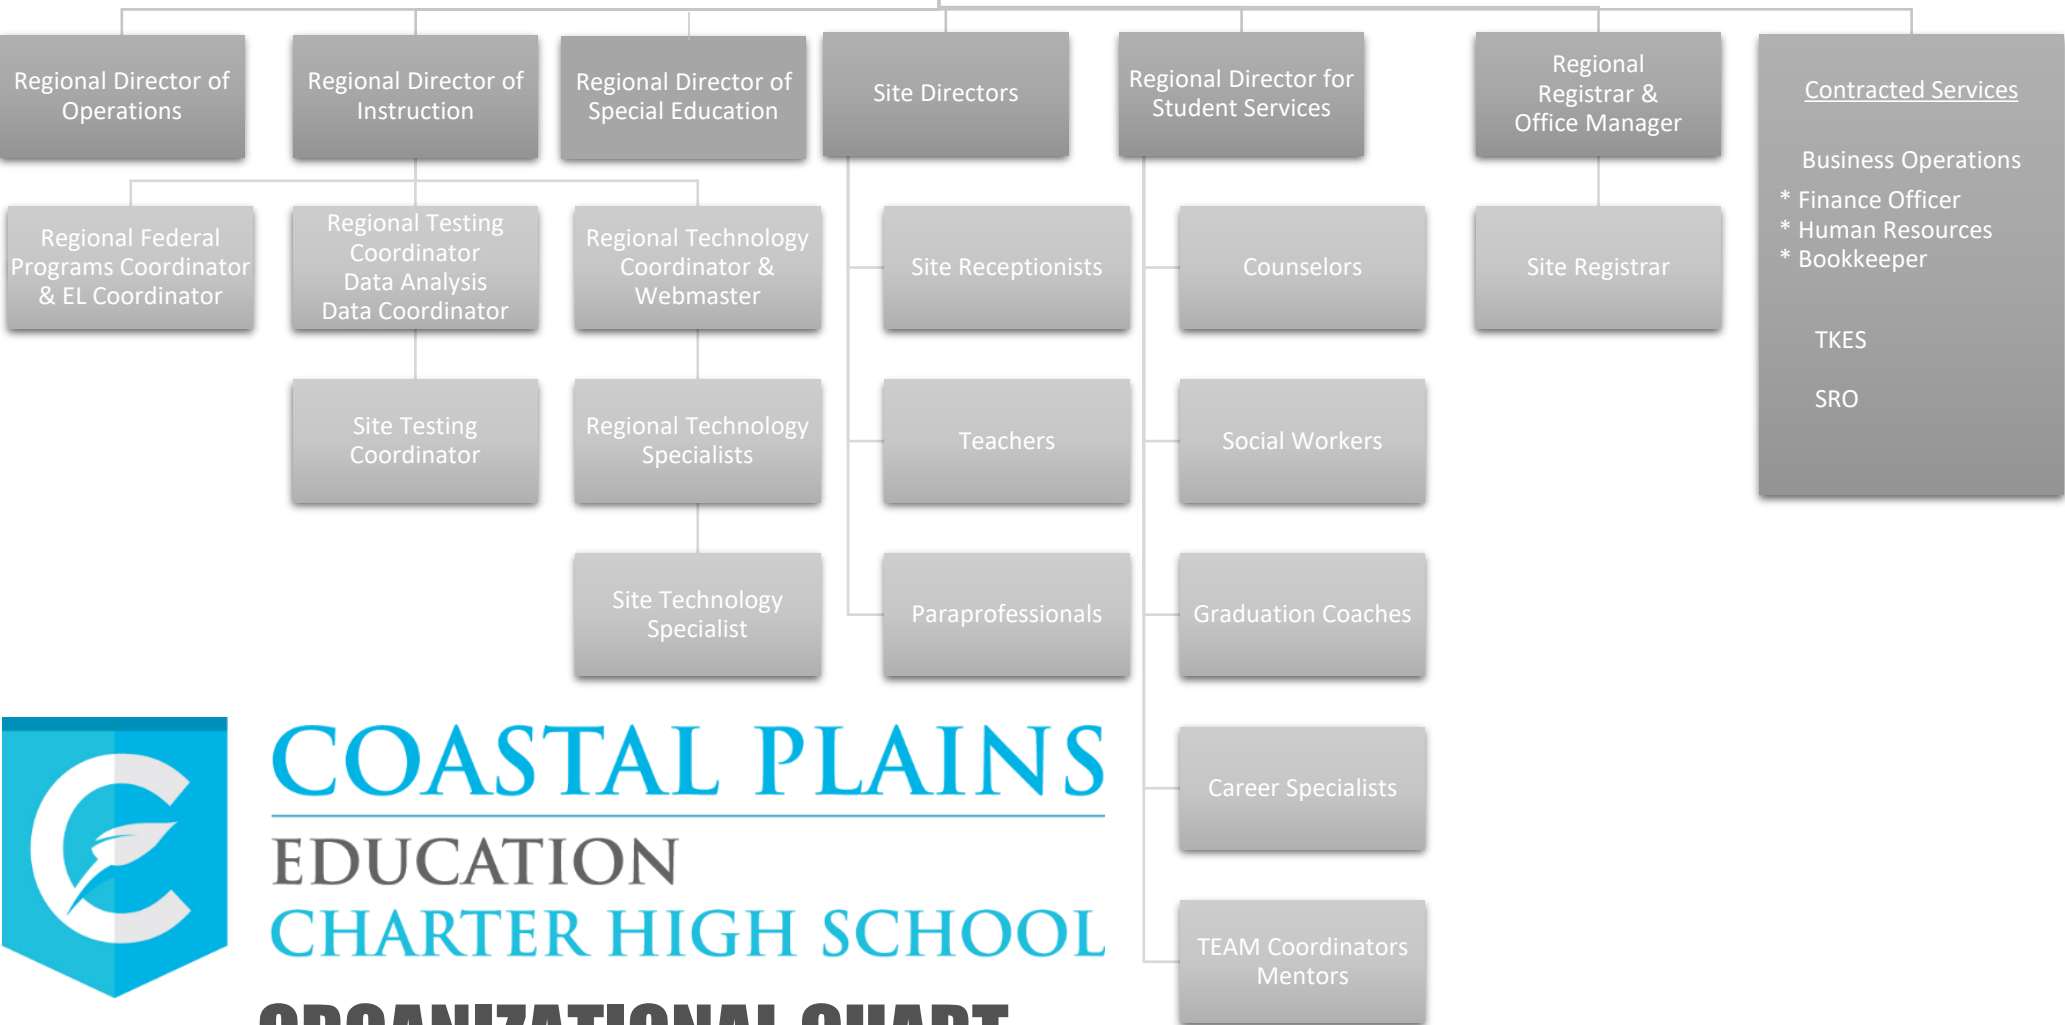 Regional Director of
Operations
Regional Director of
Instruction
Regional Director of
Special Education
Site Directors
Regional Director for
Student Services
Regional
Registrar &
Office Manager
Contracted Services
Business Operations
* Finance Officer
* Human Resources
* Bookkeeper
TKES
SRO
Regional Federal
Programs Coordinator
& EL Coordinator
Regional Testing
Coordinator
Data Analysis
Data Coordinator
Regional Technology
Coordinator &
Webmaster
Site Receptionists
Counselors
Site Registrar
Site Testing
Coordinator
Regional Technology
Specialists
Teachers
Social Workers
Site Technology
Specialist
Paraprofessionals
Graduation Coaches
Career Specialists
TEAM Coordinators
Mentors
COASTAL PLAINS
EDUCATION
CHARTER HIGH SCHOOL
ORGANIZATIONAL CHART